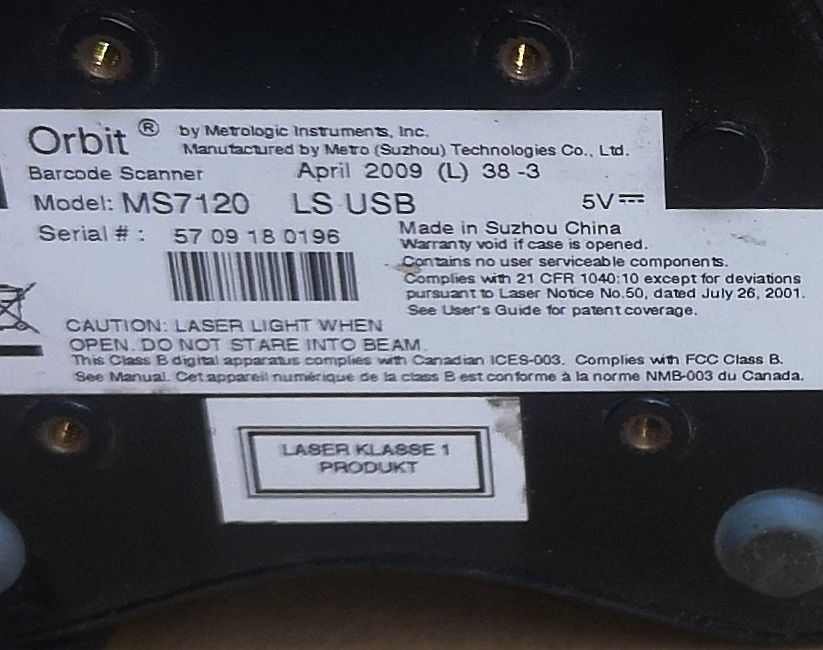 Orbit ® by Metrologic Instruments, Inc.
Manufactured by Metro (Suzhou) Technologies Co., Ltd.
Barcode Scanner April 2009 (L) 38 -3
Model: MS7120 LS USB 5V
Serial # : 57 09 18 0196
Made in Suzhou China
Warranty void if case is opened.
Contains no user serviceable components.
Complies with 21 CFR 1040:10 except for deviations
pursuant to Laser Notice No.50, dated July 26, 2001.
See User's Guide for patent coverage.
CAUTION: LASER LIGHT WHEN
OPEN. DO NOT STARE INTO BEAM.
This Class B digital apparatus complies with Canadian ICES-003. Complies with FCC Class B.
See Manual. Cet appareil numérique de la class B est conforme à la norme NMB-003 du Canada.
LASER KLASSE 1
PRODUKT